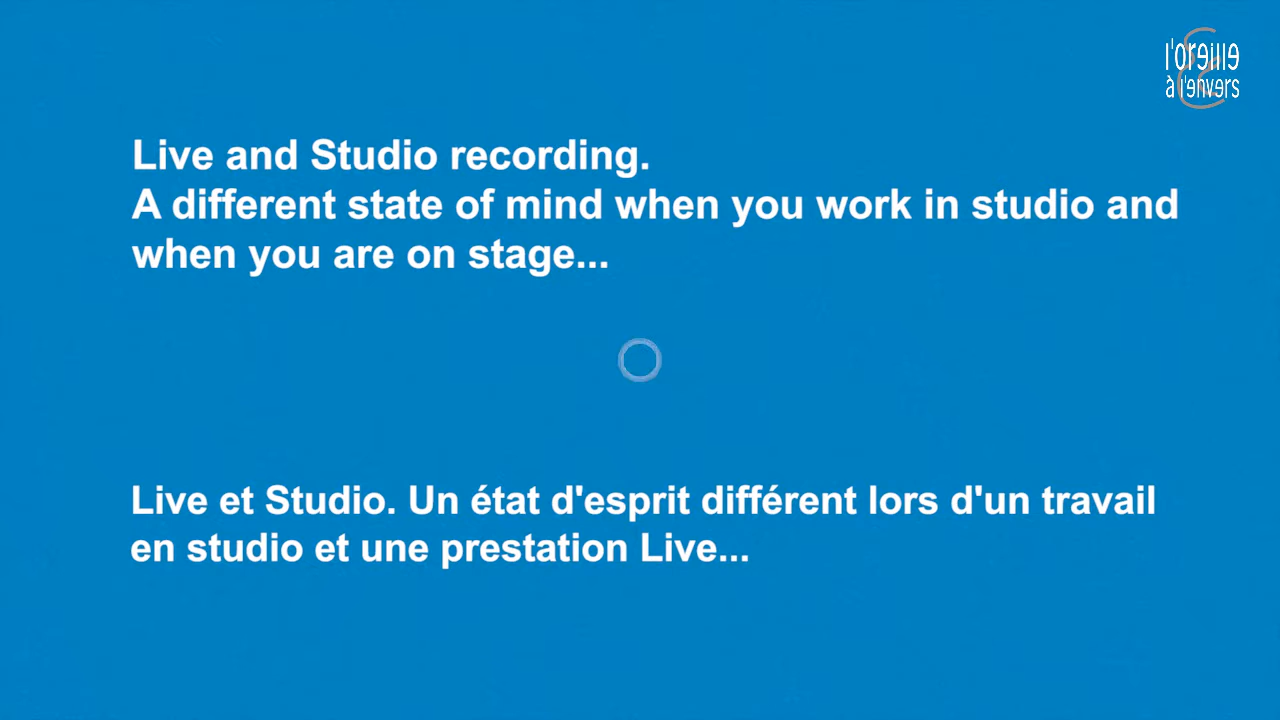 l'oreille
à l'envers
Live and Studio recording.
A different state of mind when you work in studio and
when you are on stage...
Live et Studio. Un état d'esprit différent lors d'un travail
en studio et une prestation Live...